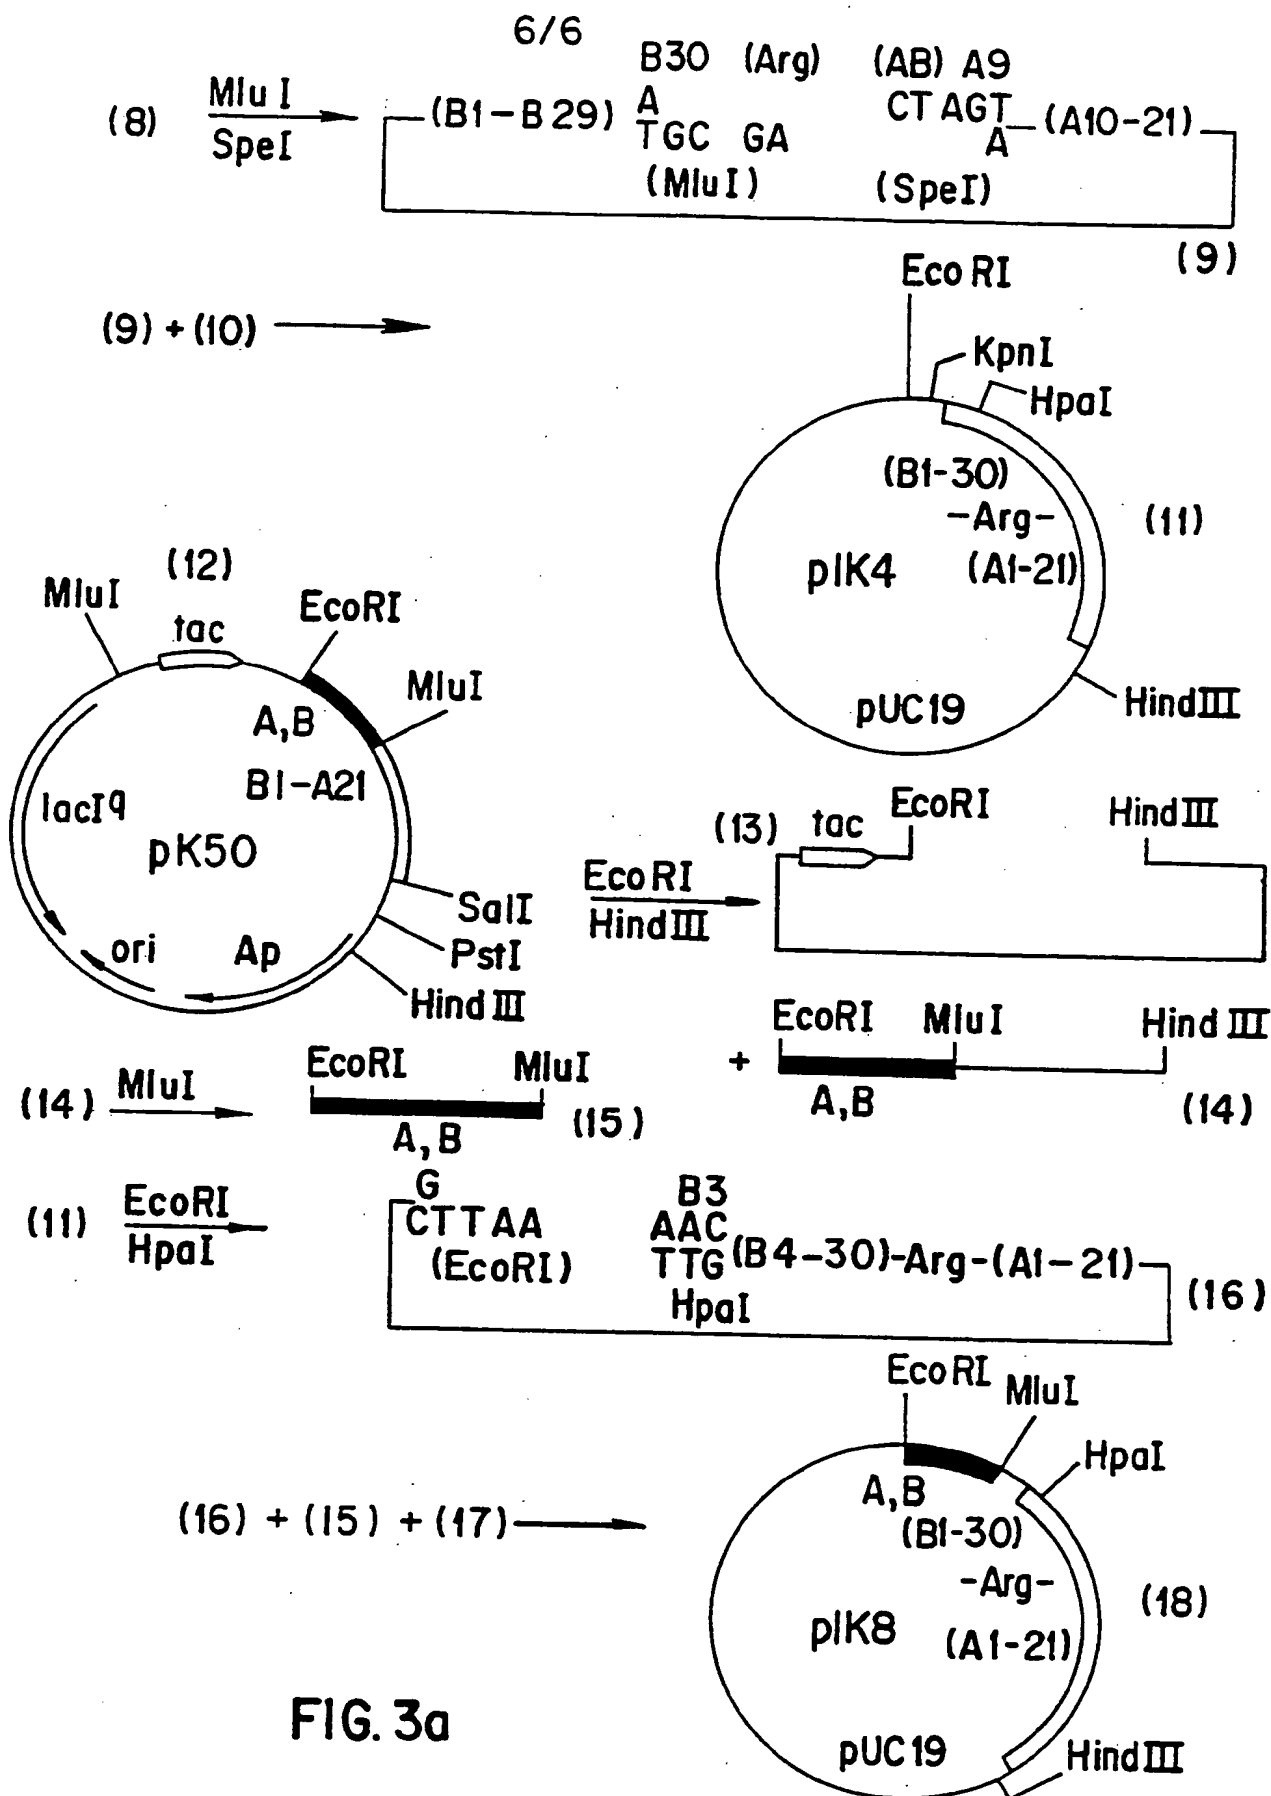 6/6
B30 (Arg) (AB) A9
(8) MluI (B1-B29) A CT AGT (A10-21)
SpeI TGC GA A
(MluI) (SpeI)
(9)
(9) + (10)
EcoRI
KpnI
HpaI
(B1-30)
-Arg-
(11)
pIK4 (A1-21)
HindIII
pUC19
(12)
MluI
tac
EcoRI
MluI
A,B
B1-A21
lacIq
pK50
SalI
PstI
HindIII
ori
Ap
EcoRI
HindIII
(13) tac EcoRI HindIII
+ EcoRI MluI HindIII
A,B (14)
(14) MluI EcoRI MluI
A,B (15)
(11) EcoRI
HpaI
G B3
CTTAA AAC
(EcoRI) TTG (B4-30)-Arg-(A1-21)
HpaI (16)
(16) + (15) + (17)
EcoRI
MluI
HpaI
A,B
(B1-30)
-Arg-
(18)
pIK8 (A1-21)
pUC19 HindIII
FIG. 3a